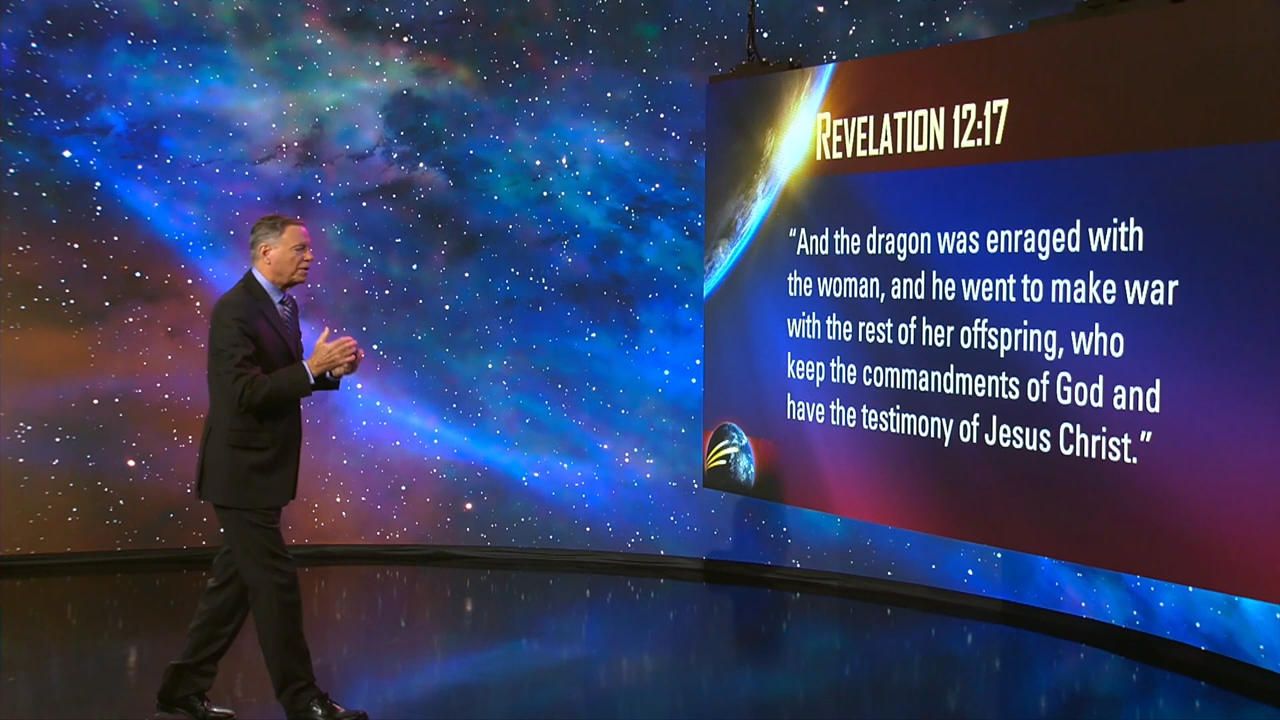 REVELATION 12:17
“And the dragon was enraged with
the woman, and he went to make war
with the rest of her offspring, who
keep the commandments of God and
have the testimony of Jesus Christ.”